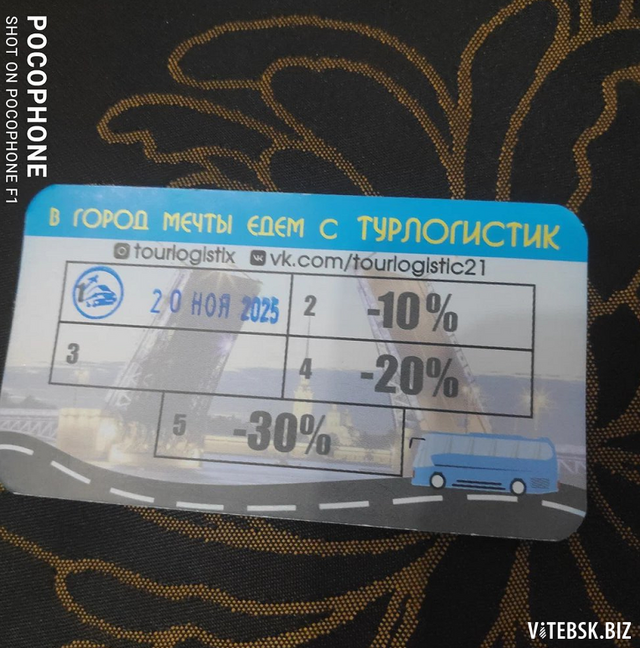 POCOPHONE
SHOT ON POCOPHONE F1
В ГОРОД МЕЧТЫ ЕДЕМ С ТУРЛОГИСТИК
tourlogistix vk.com/tourlogistic21
1 20 НОЯ 2025 2 -10%
3 4 -20%
5 -30%
ViTEBSK.BIZ